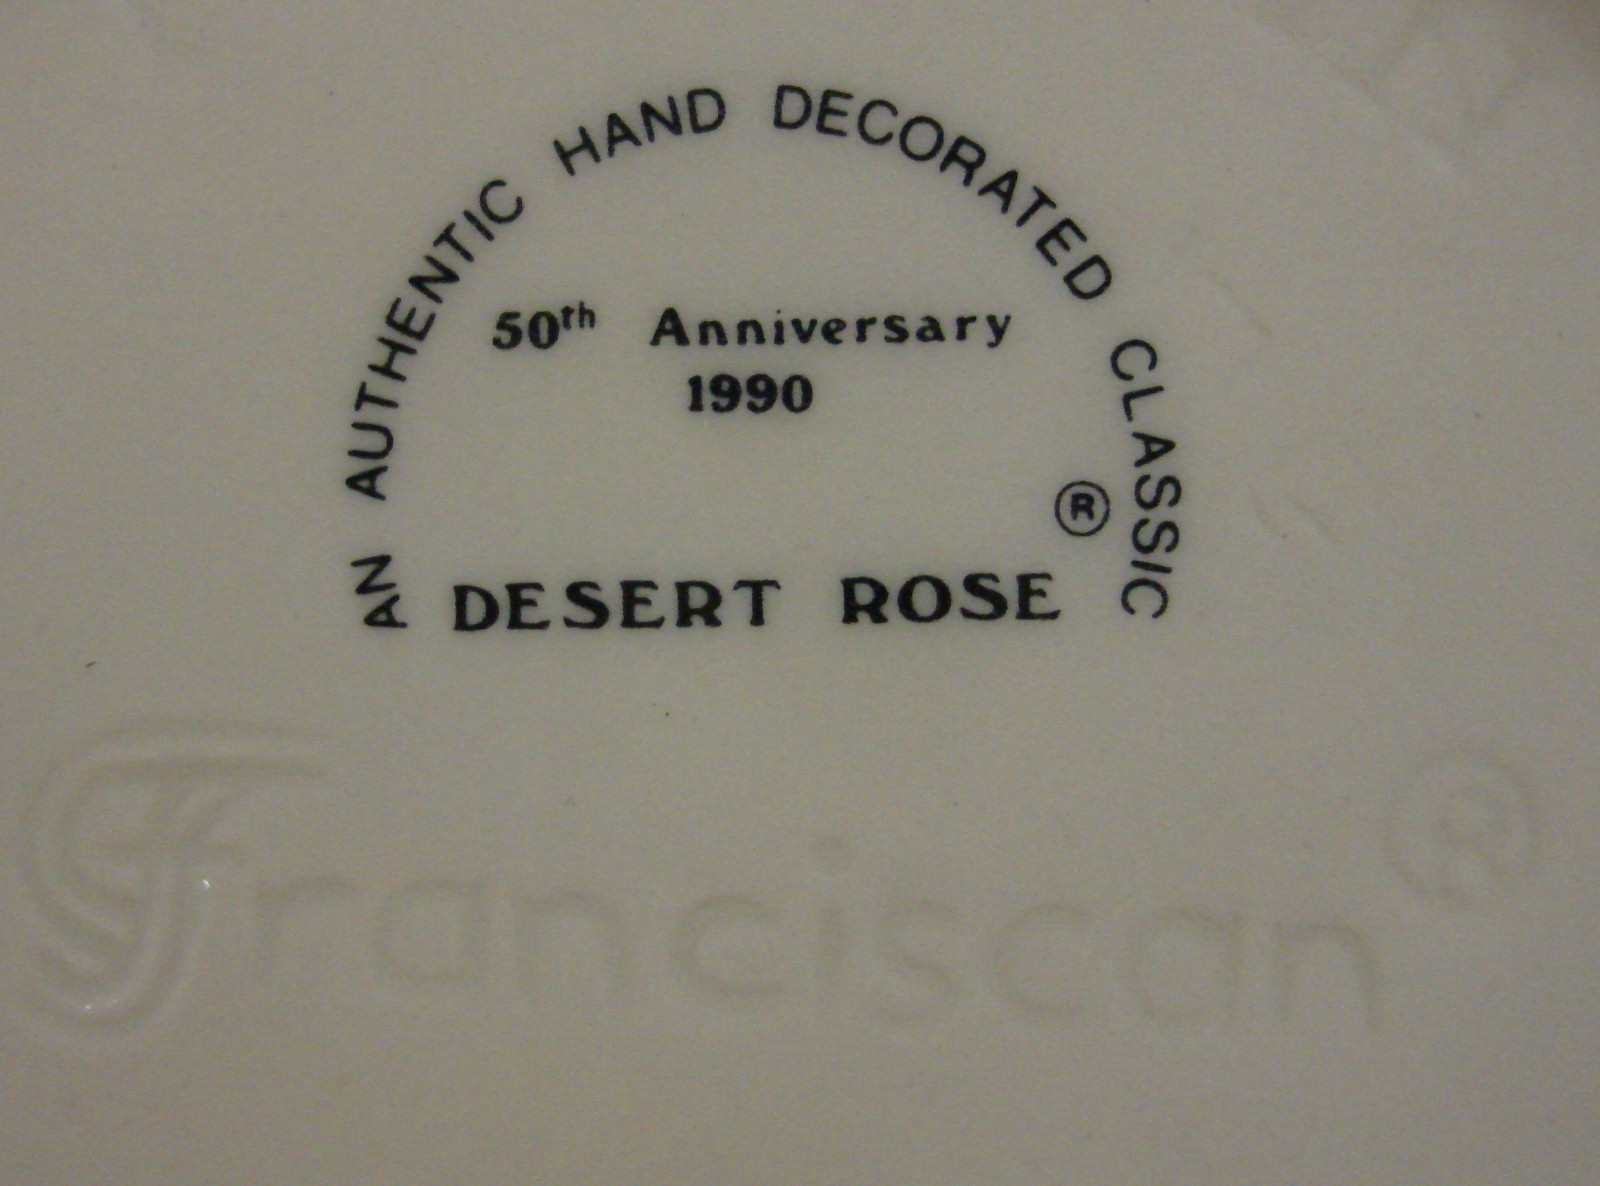 AN AUTHENTIC HAND DECORATED CLASSIC
50th Anniversary
1990
®
DESERT ROSE
Franciscan ®